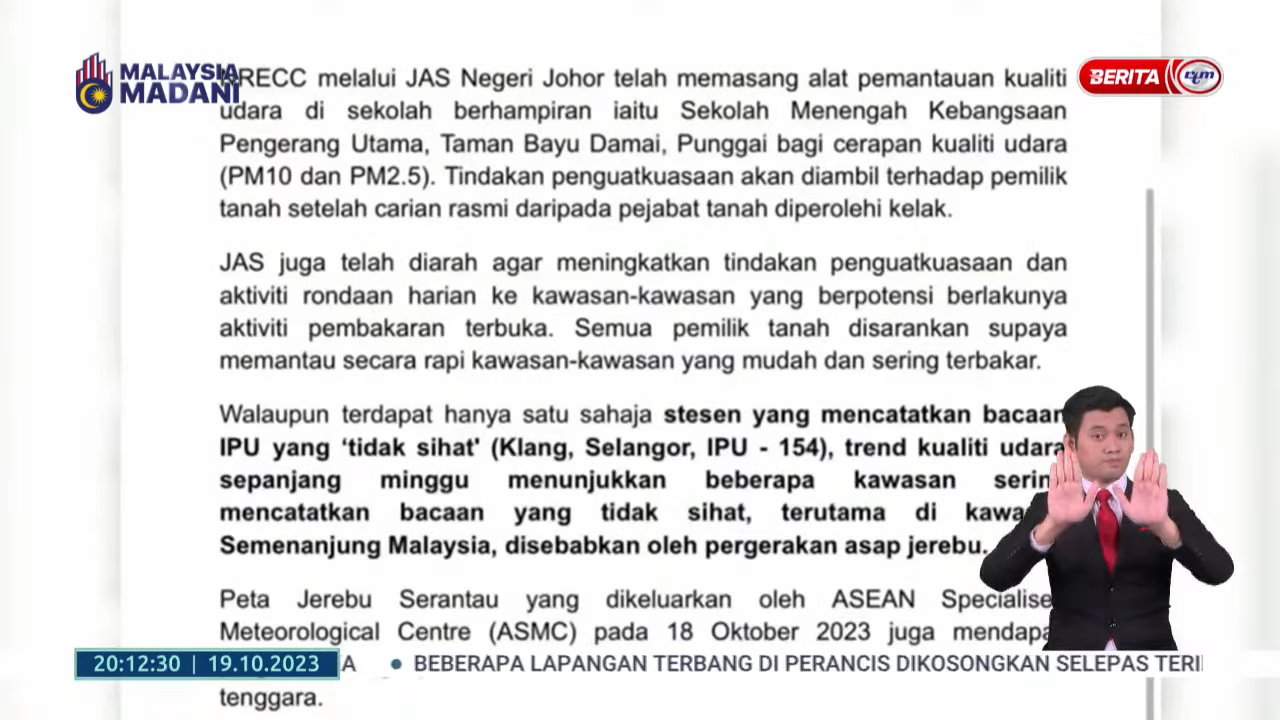 MALAYSIA
MADANI
BERITA
NRECC melalui JAS Negeri Johor telah memasang alat pemantauan kualiti
udara di sekolah berhampiran iaitu Sekolah Menengah Kebangsaan
Pengerang Utama, Taman Bayu Damai, Punggai bagi cerapan kualiti udara
(PM10 dan PM2.5). Tindakan penguatkuasaan akan diambil terhadap pemilik
tanah setelah carian rasmi daripada pejabat tanah diperolehi kelak.
JAS juga telah diarah agar meningkatkan tindakan penguatkuasaan dan
aktiviti rondaan harian ke kawasan-kawasan yang berpotensi berlakunya
aktiviti pembakaran terbuka. Semua pemilik tanah disarankan supaya
memantau secara rapi kawasan-kawasan yang mudah dan sering terbakar.
Walaupun terdapat hanya satu sahaja stesen yang mencatatkan bacaan
IPU yang ‘tidak sihat' (Klang, Selangor, IPU - 154), trend kualiti udara
sepanjang minggu menunjukkan beberapa kawasan serin
mencatatkan bacaan yang tidak sihat, terutama di kawa
Semenanjung Malaysia, disebabkan oleh pergerakan asap jerebu.
Peta Jerebu Serantau yang dikeluarkan oleh ASEAN Specialise
Meteorological Centre (ASMC) pada 18 Oktober 2023 juga mendapa
20:12:30 | 19.10.2023 A • BEBERAPA LAPANGAN TERBANG DI PERANCIS DIKOSONGKAN SELEPAS TERI
tenggara.